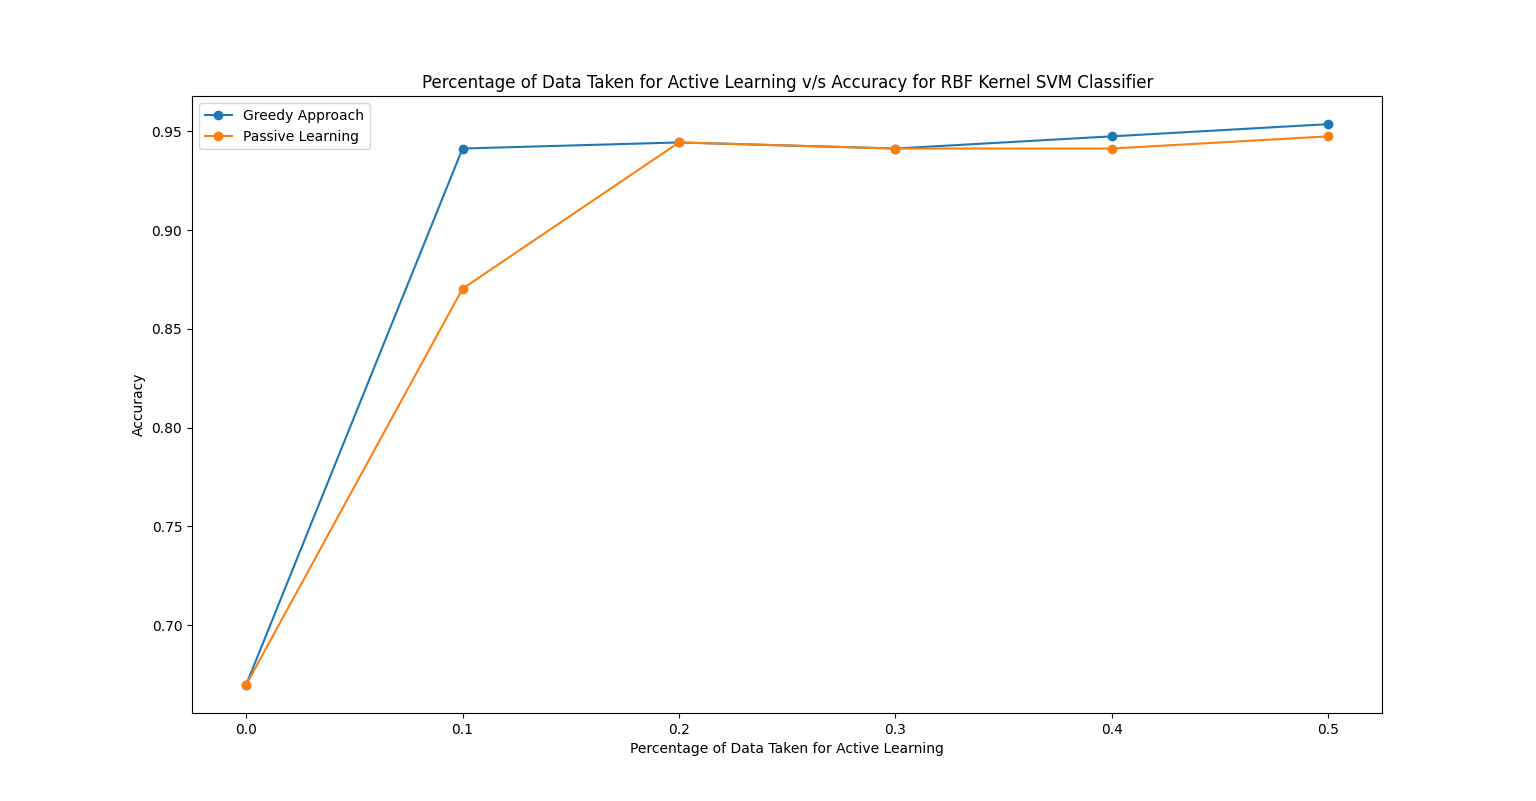 Percentage of Data Taken for Active Learning v/s Accuracy for RBF Kernel SVM Classifier
Greedy Approach
Passive Learning
0.95
0.90
0.85
0.80
0.75
0.70
Accuracy
0.0 0.1 0.2 0.3 0.4 0.5
Percentage of Data Taken for Active Learning